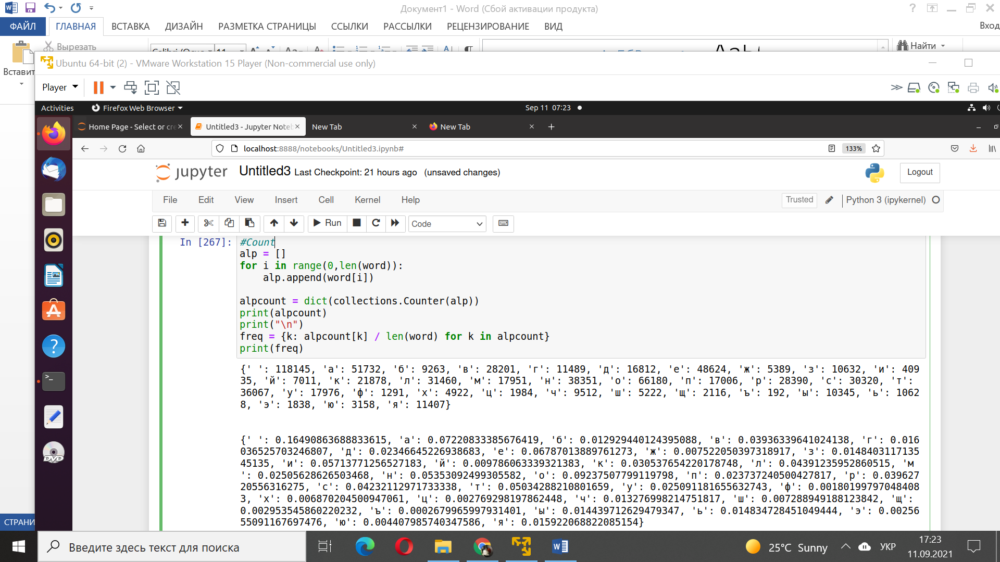 Документ1 - Word (Сбой активации продукта)
ФАЙЛ ГЛАВНАЯ ВСТАВКА ДИЗАЙН РАЗМЕТКА СТРАНИЦЫ ССЫЛКИ РАССЫЛКИ РЕЦЕНЗИРОВАНИЕ ВИД Вход
Вырезать
Найти
Вставит
Ubuntu 64-bit (2) - VMware Workstation 15 Player (Non-commercial use only)
Player
Activities Firefox Web Browser Sep 11 07:23
Home Page - Select or cre Untitled3 - Jupyter Noteb New Tab New Tab
localhost:8888/notebooks/Untitled3.ipynb# 133%
jupyter Untitled3 Last Checkpoint: 21 hours ago (unsaved changes) Logout
File Edit View Insert Cell Kernel Help Trusted Python 3 (ipykernel)
Run Code
In [267]: #Count
alp = []
for i in range(0,len(word)):
    alp.append(word[i])
alpcount = dict(collections.Counter(alp))
print(alpcount)
print("\n")
freq = {k: alpcount[k] / len(word) for k in alpcount}
print(freq)
{' ': 118145, 'а': 51732, 'б': 9263, 'в': 28201, 'г': 11489, 'д': 16812, 'е': 48624, 'ж': 5389, 'з': 10632, 'и': 409
35, 'й': 7011, 'к': 21878, 'л': 31460, 'м': 17951, 'н': 38351, 'о': 66180, 'п': 17006, 'р': 28390, 'с': 30320, 'т':
36067, 'у': 17976, 'ф': 1291, 'х': 4922, 'ц': 1984, 'ч': 9512, 'ш': 5222, 'щ': 2116, 'ъ': 192, 'ы': 10345, 'ь': 1062
8, 'э': 1838, 'ю': 3158, 'я': 11407}
{' ': 0.16490863688833615, 'а': 0.07220833385676419, 'б': 0.012929440124395088, 'в': 0.03936339641024138, 'г': 0.016
036525703246807, 'д': 0.02346645226938683, 'е': 0.06787013889761273, 'ж': 0.007522050397318917, 'з': 0.0148403117135
45135, 'и': 0.05713771256527183, 'й': 0.009786063339321383, 'к': 0.030537654220178748, 'л': 0.04391235952860515, 'м
': 0.02505628626503468, 'н': 0.05353092499305582, 'о': 0.09237507799119798, 'п': 0.023737240500427817, 'р': 0.039627
20556316275, 'с': 0.04232112971733338, 'т': 0.05034288210801659, 'у': 0.025091181655632743, 'ф': 0.00180199797048408
3, 'х': 0.006870204500947061, 'ц': 0.002769298197862448, 'ч': 0.013276998214751817, 'ш': 0.007288949188123842, 'щ':
0.002953545860220232, 'ъ': 0.0002679965997931401, 'ы': 0.014439712629479347, 'ь': 0.014834728451049444, 'э': 0.00256
5509116769 7476, 'ю': 0.004407985740347586, 'я': 0.015922068822085154}
СТРАНИ
Введите здесь текст для поиска
25°C Sunny УКР 17:23
11.09.2021